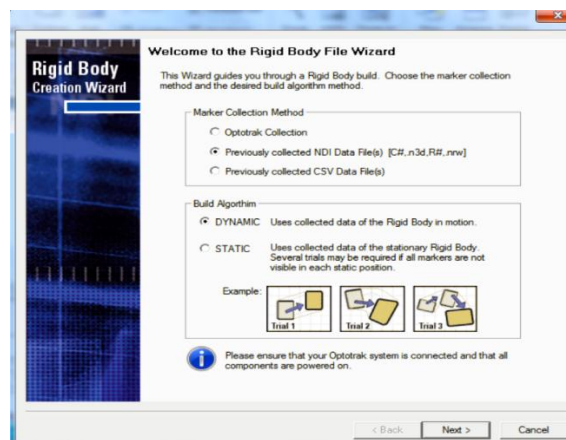 Rigid Body
Creation Wizard
Welcome to the Rigid Body File Wizard
This Wizard guides you through a Rigid Body build. Choose the marker collection
method and the desired build algorithm method.
Marker Collection Method
Optotrak Collection
Previously collected NDI Data File(s) [C#,.n3d,R#,.nrw]
Previously collected CSV Data File(s)
Build Algorthim
DYNAMIC Uses collected data of the Rigid Body in motion.
STATIC Uses collected data of the stationary Rigid Body.
Several trials may be required if all markers are not
visible in each static position.
Example:
Trial 1 Trial 2 Trial 3
Please ensure that your Optotrak system is connected and that all
components are powered on.
< Back Next > Cancel